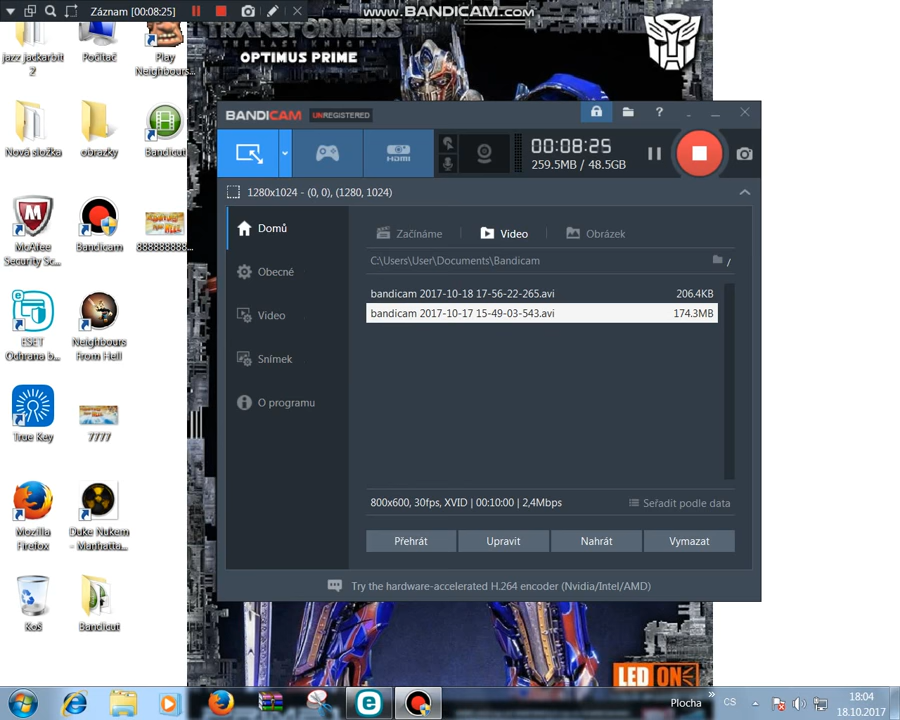 Záznam [00:08:25]
www.BANDICAM.com
TRANSFORMERS
THE LAST KNIGHT
OPTIMUS PRIME
jazz jackarbit 2
Počítač
Play Neighbours...
Nová složka
obrazky
Bandicut
McAfee Security Sc...
Bandicam
88888888...
ESET Ochrana b...
Neighbours From Hell
True Key
7777
Mozilla Firefox
Duke Nukem - Manhatta...
Koš
Bandicut
BANDICAM UNREGISTERED
HDMI
00:08:25
259.5MB / 48.5GB
1280x1024 - (0, 0), (1280, 1024)
Domů
Obecné
Video
Snímek
O programu
Začínáme
Video
Obrázek
C:\Users\User\Documents\Bandicam
bandicam 2017-10-18 17-56-22-265.avi 206.4KB
bandicam 2017-10-17 15-49-03-543.avi 174.3MB
800x600, 30fps, XVID | 00:10:00 | 2,4Mbps
Seřadit podle data
Přehrát
Upravit
Nahrát
Vymazat
Try the hardware-accelerated H.264 encoder (Nvidia/Intel/AMD)
LED ON
Plocha
CS
18:04
18.10.2017